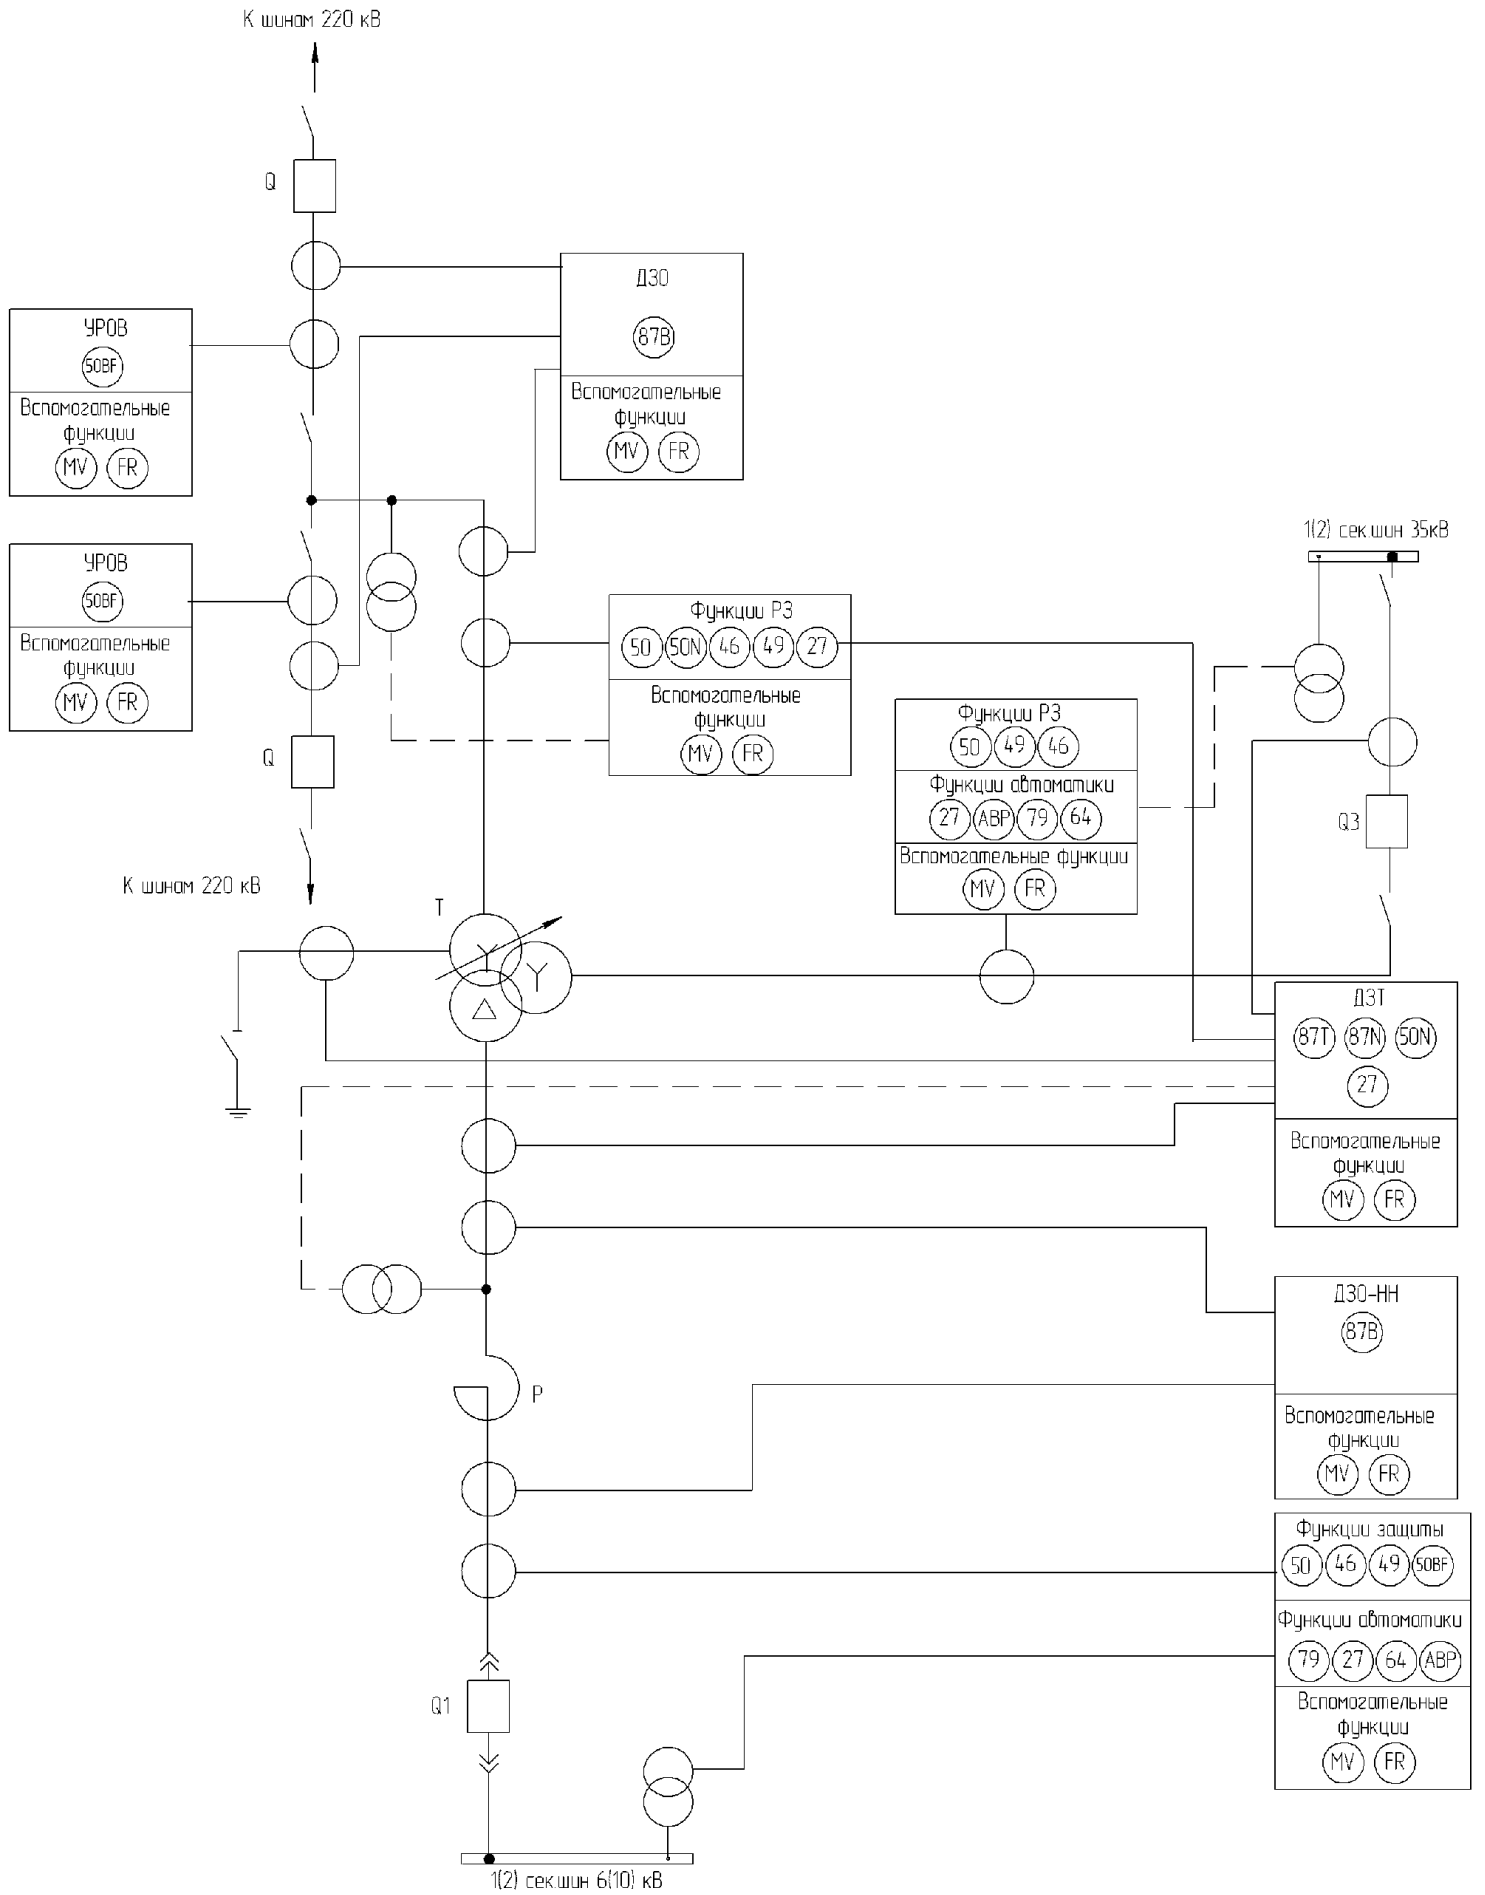 К шинам 220 кВ
Q
ДЗО
87В
Вспомогательные
функции
MV FR
УРОВ
50BF
Вспомогательные
функции
MV FR
УРОВ
50BF
Вспомогательные
функции
MV FR
Q
К шинам 220 кВ
1(2) сек.шин 35кВ
Функции РЗ
50 50N 46 49 27
Вспомогательные
функции
MV FR
Функции РЗ
50 49 46
Функции автоматики
27 АВР 79 64
Вспомогательные функции
MV FR
Q3
Т
ДЗТ
87Т 87N 50N
27
Вспомогательные
функции
MV FR
ДЗО-НН
87В
Вспомогательные
функции
MV FR
Р
Функции защиты
50 46 49 50BF
Функции автоматики
79 27 64 АВР
Вспомогательные
функции
MV FR
Q1
1(2) сек.шин 6(10) кВ